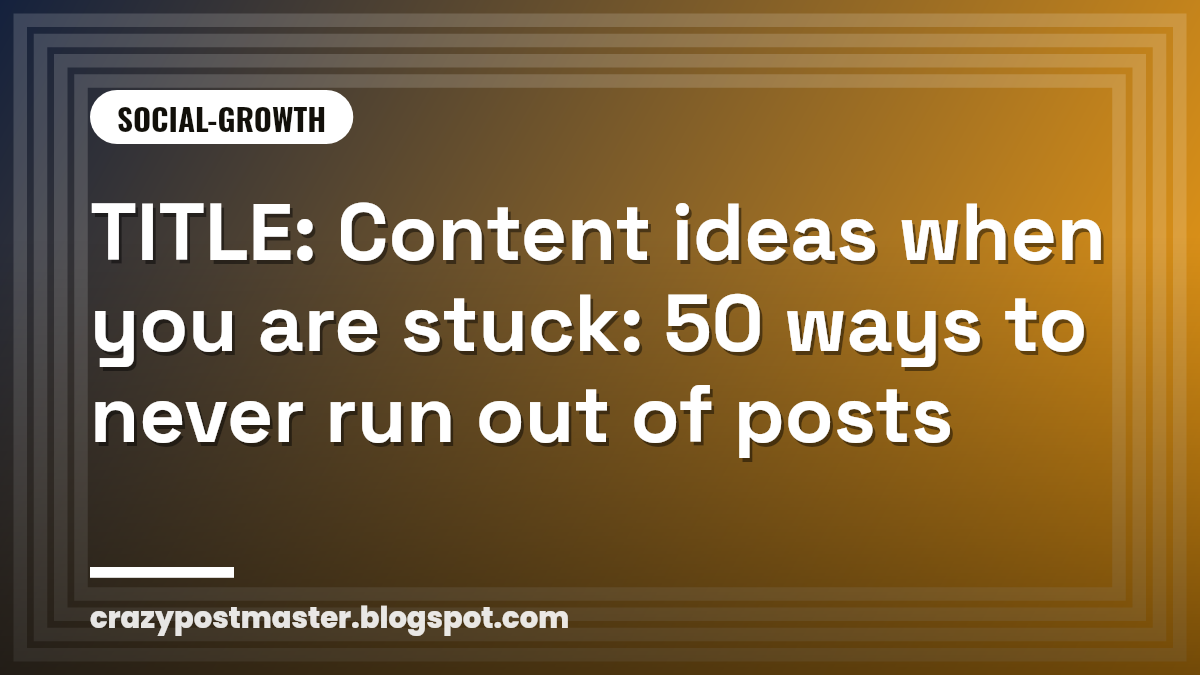 SOCIAL-GROWTH
TITLE: Content ideas when
you are stuck: 50 ways to
never run out of posts
crazypostmaster.blogspot.com